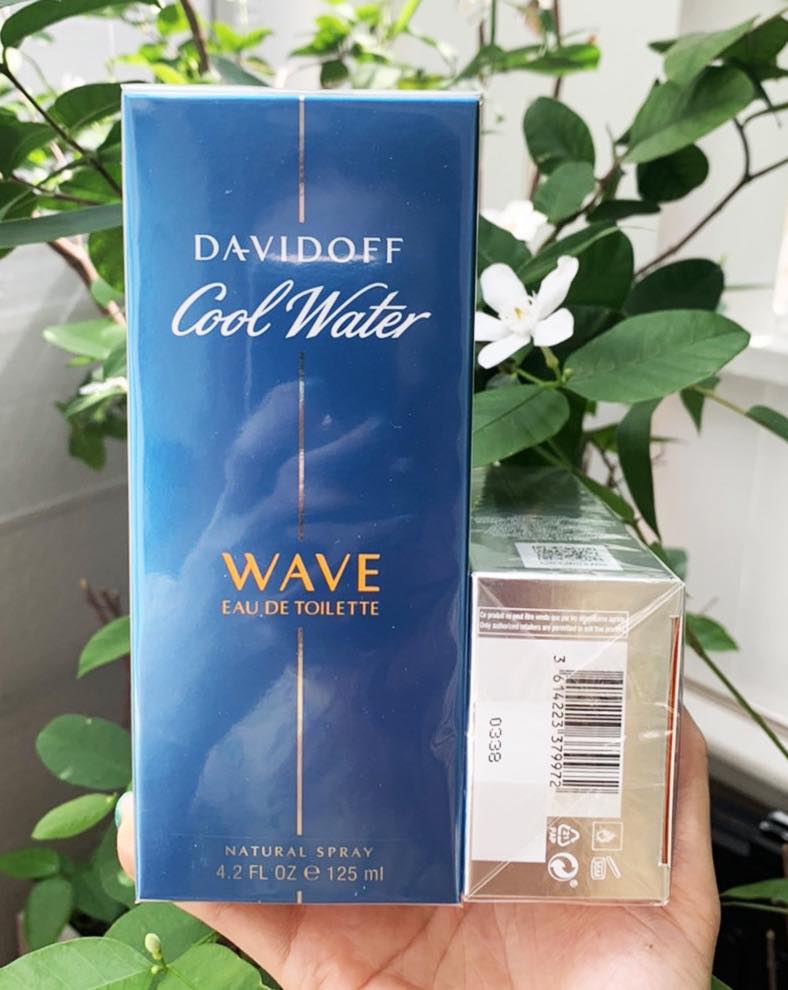 DAVIDOFF
Cool Water
WAVE
EAU DE TOILETTE
NATURAL SPRAY
4.2 FL OZ e 125 ml
Ce produit ne peut être vendu que par les dépositaires agréés
Only authorized retailers are permitted to sell this product
3 614223 379972
0338
21
PAP